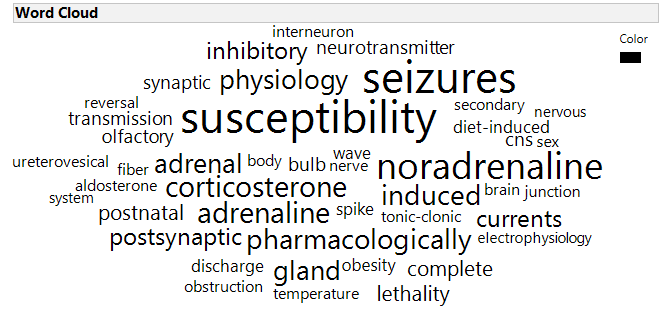 Word Cloud
Color
interneuron
inhibitory neurotransmitter
synaptic physiology seizures
reversal susceptibility secondary nervous
transmission diet-induced
olfactory cns sex
ureterovesical fiber adrenal body bulb wave nerve noradrenaline
aldosterone corticosterone induced brain junction
system
postnatal adrenaline spike tonic-clonic currents
postsynaptic pharmacologically electrophysiology
discharge gland obesity complete
obstruction temperature lethality